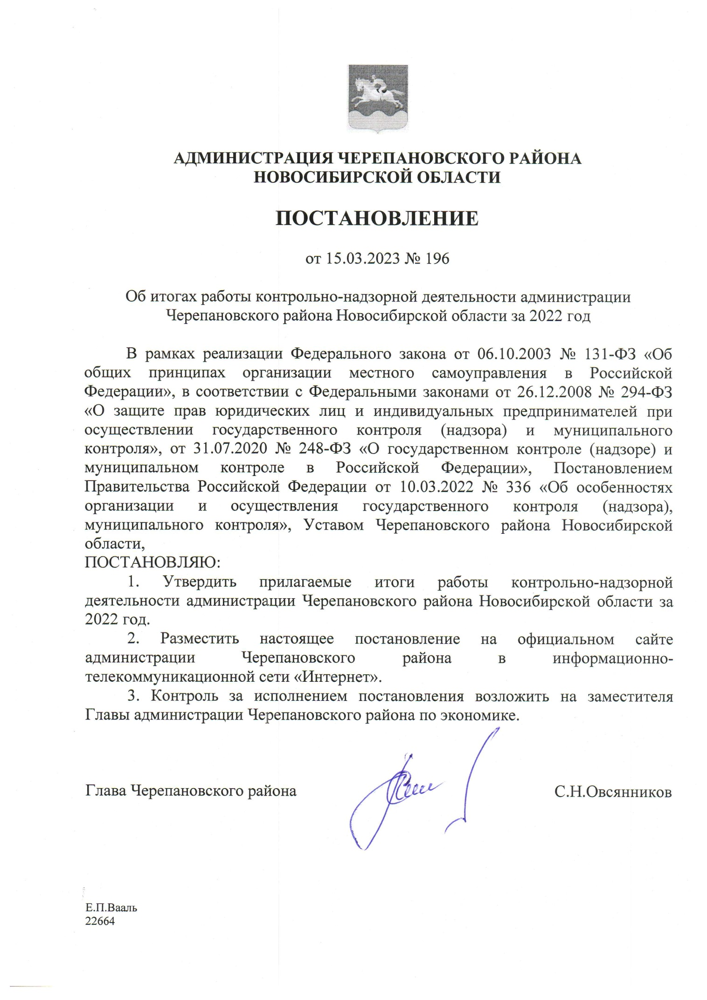 АДМИНИСТРАЦИЯ ЧЕРЕПАНОВСКОГО РАЙОНА
НОВОСИБИРСКОЙ ОБЛАСТИ
ПОСТАНОВЛЕНИЕ
от 15.03.2023 № 196
Об итогах работы контрольно-надзорной деятельности администрации
Черепановского района Новосибирской области за 2022 год
В рамках реализации Федерального закона от 06.10.2003 № 131-ФЗ «Об
общих принципах организации местного самоуправления в Российской
Федерации», в соответствии с Федеральными законами от 26.12.2008 № 294-ФЗ
«О защите прав юридических лиц и индивидуальных предпринимателей при
осуществлении государственного контроля (надзора) и муниципального
контроля», от 31.07.2020 № 248-ФЗ «О государственном контроле (надзоре) и
муниципальном контроле в Российской Федерации», Постановлением
Правительства Российской Федерации от 10.03.2022 № 336 «Об особенностях
организации и осуществления государственного контроля (надзора),
муниципального контроля», Уставом Черепановского района Новосибирской
области,
ПОСТАНОВЛЯЮ:
1. Утвердить прилагаемые итоги работы контрольно-надзорной
деятельности администрации Черепановского района Новосибирской области за
2022 год.
2. Разместить настоящее постановление на официальном сайте
администрации Черепановского района в информационно-
телекоммуникационной сети «Интернет».
3. Контроль за исполнением постановления возложить на заместителя
Главы администрации Черепановского района по экономике.
Глава Черепановского района С.Н.Овсянников
Е.П.Вааль
22664